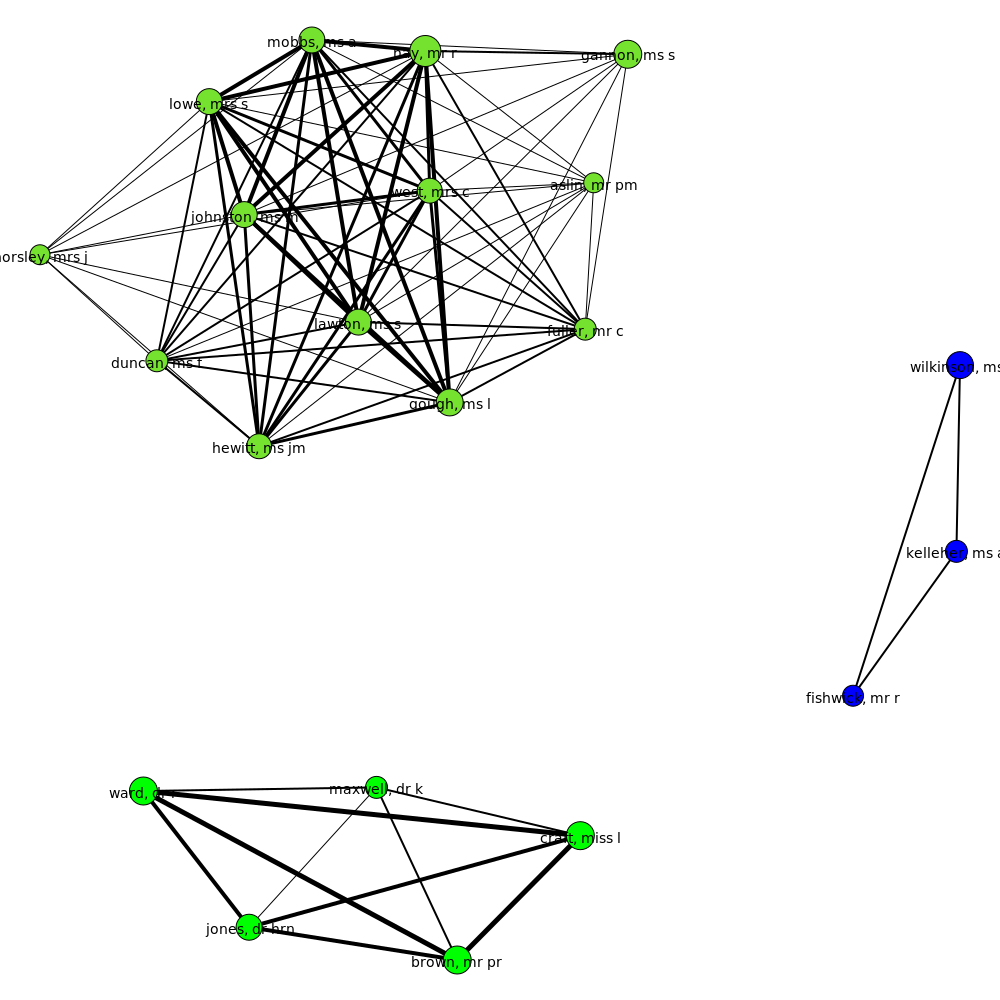 mobbs, ms a
hay, mr r
gannon, ms s
lowe, mrs s
aslin, mr pm
west, mrs c
johnston, ms m
horsley, mrs j
lawton, ms s
fuller, mr c
duncan, ms t
wilkinson, ms
gough, ms l
hewitt, ms jm
kelleher, ms a
fishwick, mr r
ward, dr
maxwell, dr k
craft, miss l
jones, dr hrn
brown, mr pr